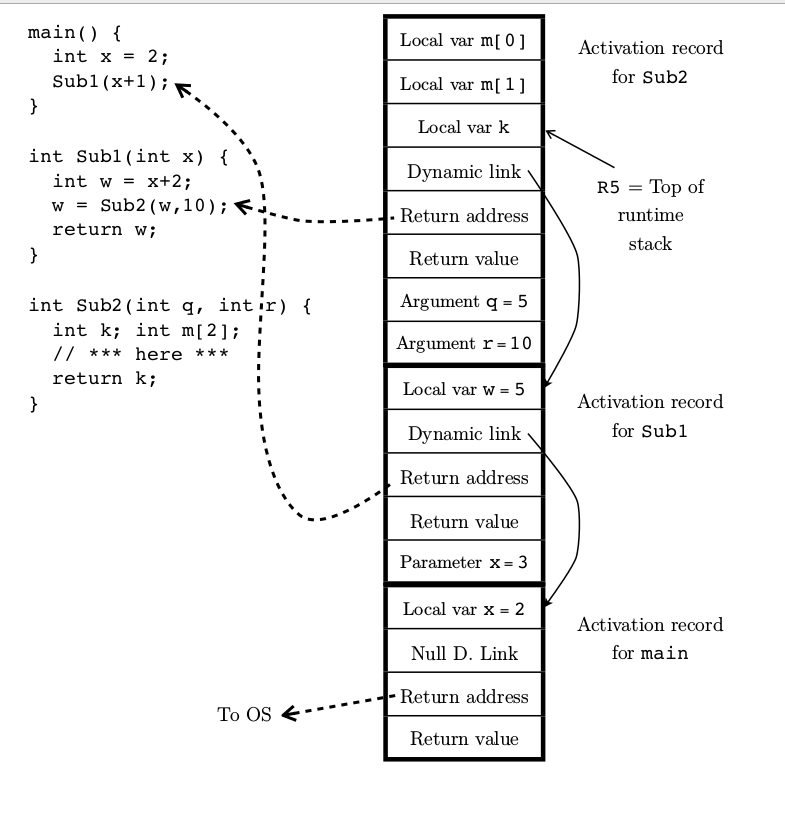 main() {
int x = 2;
Sub1(x+1);
}
int Sub1(int x) {
int w = x+2;
w = Sub2(w,10);
return w;
}
int Sub2(int q, int r) {
int k; int m[2];
// *** here ***
return k;
}
Local var m[0]
Local var m[1]
Local var k
Dynamic link
Return address
Return value
Argument q = 5
Argument r = 10
Local var w = 5
Dynamic link
Return address
Return value
Parameter x = 3
Local var x = 2
Null D. Link
Return address
Return value
Activation record
for Sub2
R5 = Top of
runtime
stack
Activation record
for Sub1
Activation record
for main
To OS